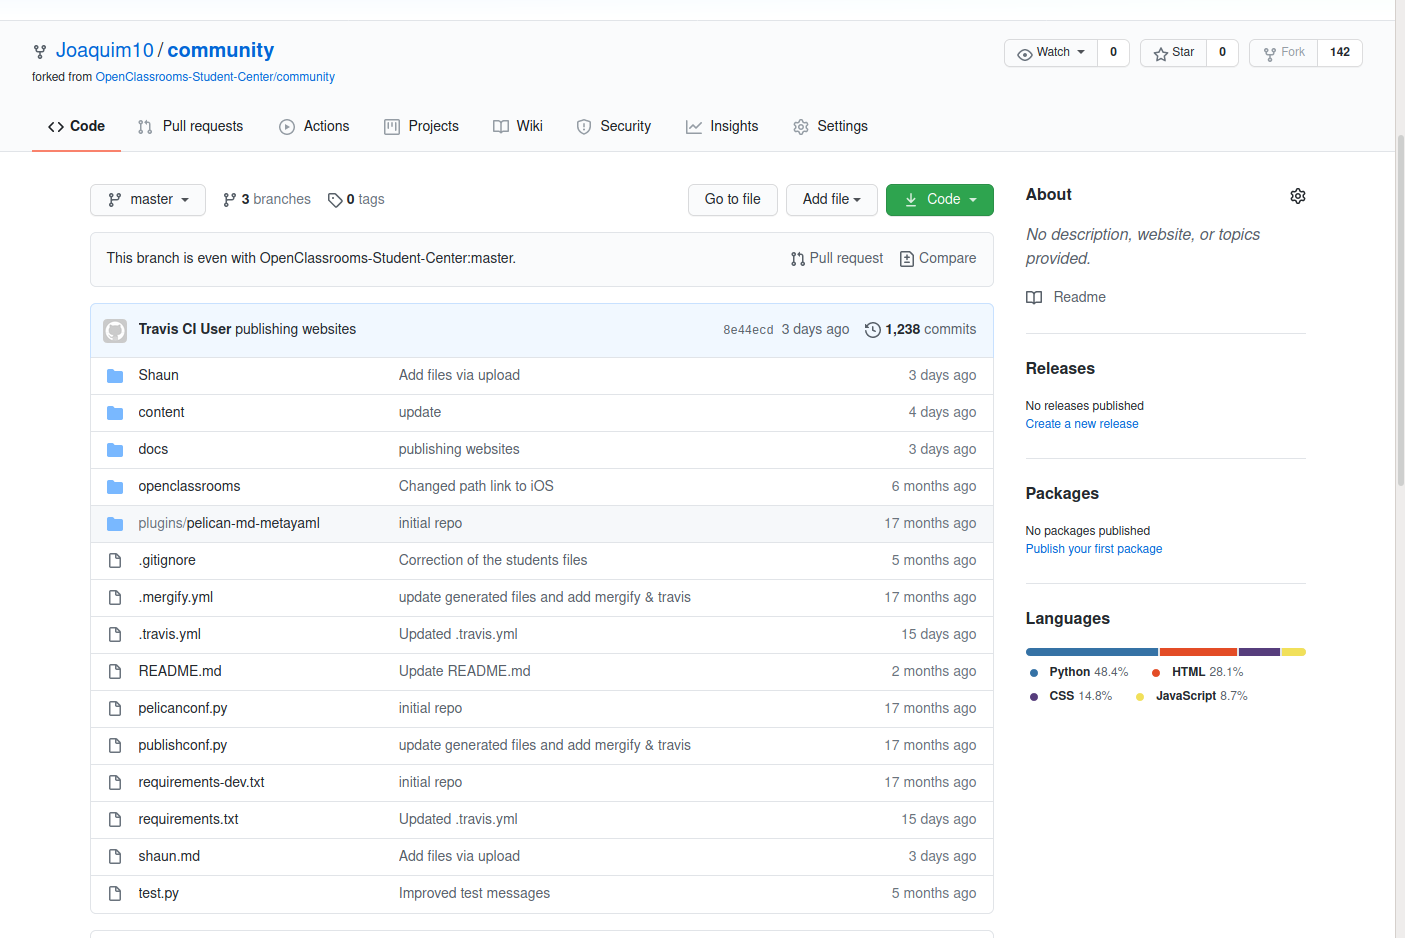 Joaquim10 / community
Watch 0 Star 0 Fork 142
forked from OpenClassrooms-Student-Center/community
Code Pull requests Actions Projects Wiki Security Insights Settings
master 3 branches 0 tags Go to file Add file Code
This branch is even with OpenClassrooms-Student-Center:master. Pull request Compare
Travis CI User publishing websites 8e44ecd 3 days ago 1,238 commits
Shaun Add files via upload 3 days ago
content update 4 days ago
docs publishing websites 3 days ago
openclassrooms Changed path link to iOS 6 months ago
plugins/pelican-md-metayaml initial repo 17 months ago
.gitignore Correction of the students files 5 months ago
.mergify.yml update generated files and add mergify & travis 17 months ago
.travis.yml Updated .travis.yml 15 days ago
README.md Update README.md 2 months ago
pelicanconf.py initial repo 17 months ago
publishconf.py update generated files and add mergify & travis 17 months ago
requirements-dev.txt initial repo 17 months ago
requirements.txt Updated .travis.yml 15 days ago
shaun.md Add files via upload 3 days ago
test.py Improved test messages 5 months ago
About
No description, website, or topics
provided.
Readme
Releases
No releases published
Create a new release
Packages
No packages published
Publish your first package
Languages
Python 48.4% HTML 28.1%
CSS 14.8% JavaScript 8.7%